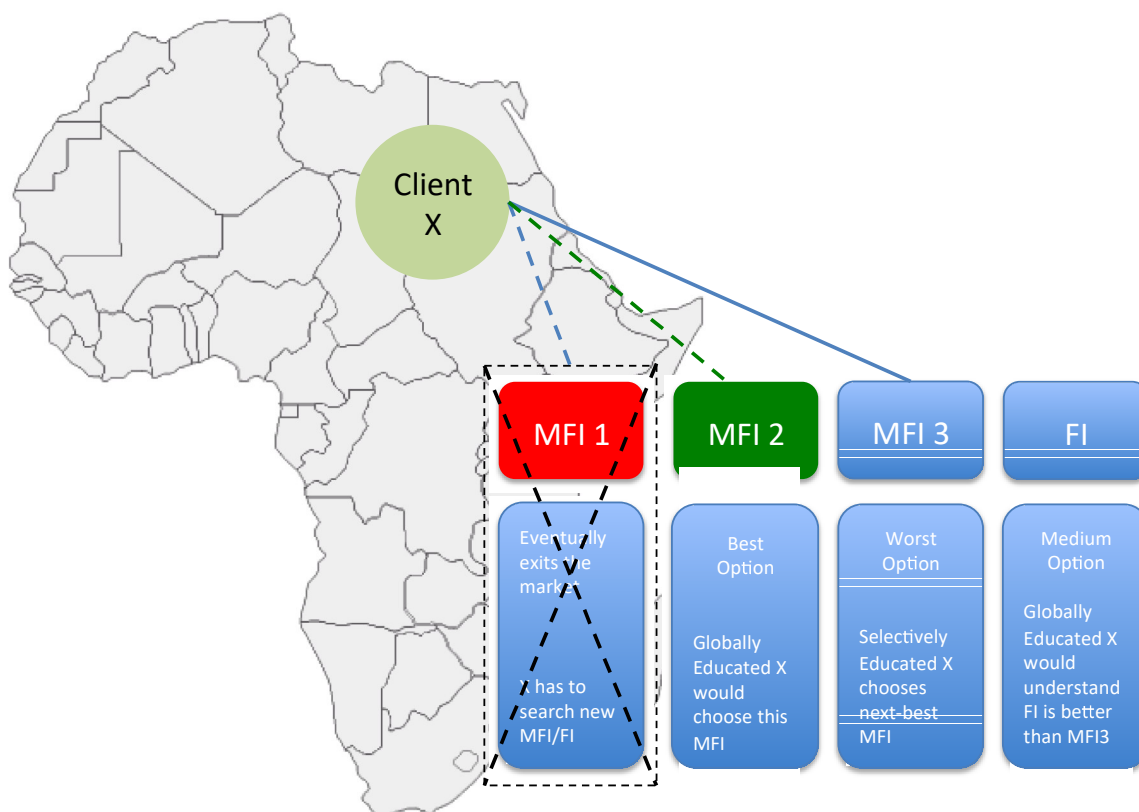 Client
X
MFI 1
MFI 2
MFI 3
FI
Eventually
exits the
market
X has to
search new
MFI/FI
Best
Option
Globally
Educated X
would
choose this
MFI
Worst
Option
Selectively
Educated X
chooses
next-best
MFI
Medium
Option
Globally
Educated X
would
understand
FI is better
than MFI3